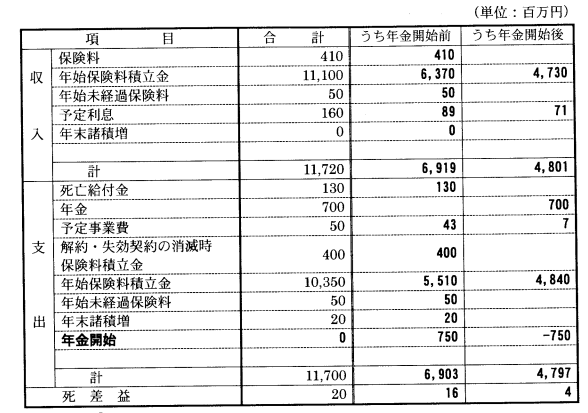 (単位：百万円)
項 目 合 計 うち年金開始前 うち年金開始後
収入
保険料 410 410
年始保険料積立金 11,100 6,370 4,730
年始未経過保険料 50 50
予定利息 160 89 71
年末諸積増 0 0
計 11,720 6,919 4,801
支出
死亡給付金 130 130
年金 700 700
予定事業費 50 43 7
解約・失効契約の消滅時
保険料積立金 400 400
年始保険料積立金 10,350 5,510 4,840
年始未経過保険料 50 50
年末諸積増 20 20
年金開始 0 750 -750
計 11,700 6,903 4,797
死 差 益 20 16 4